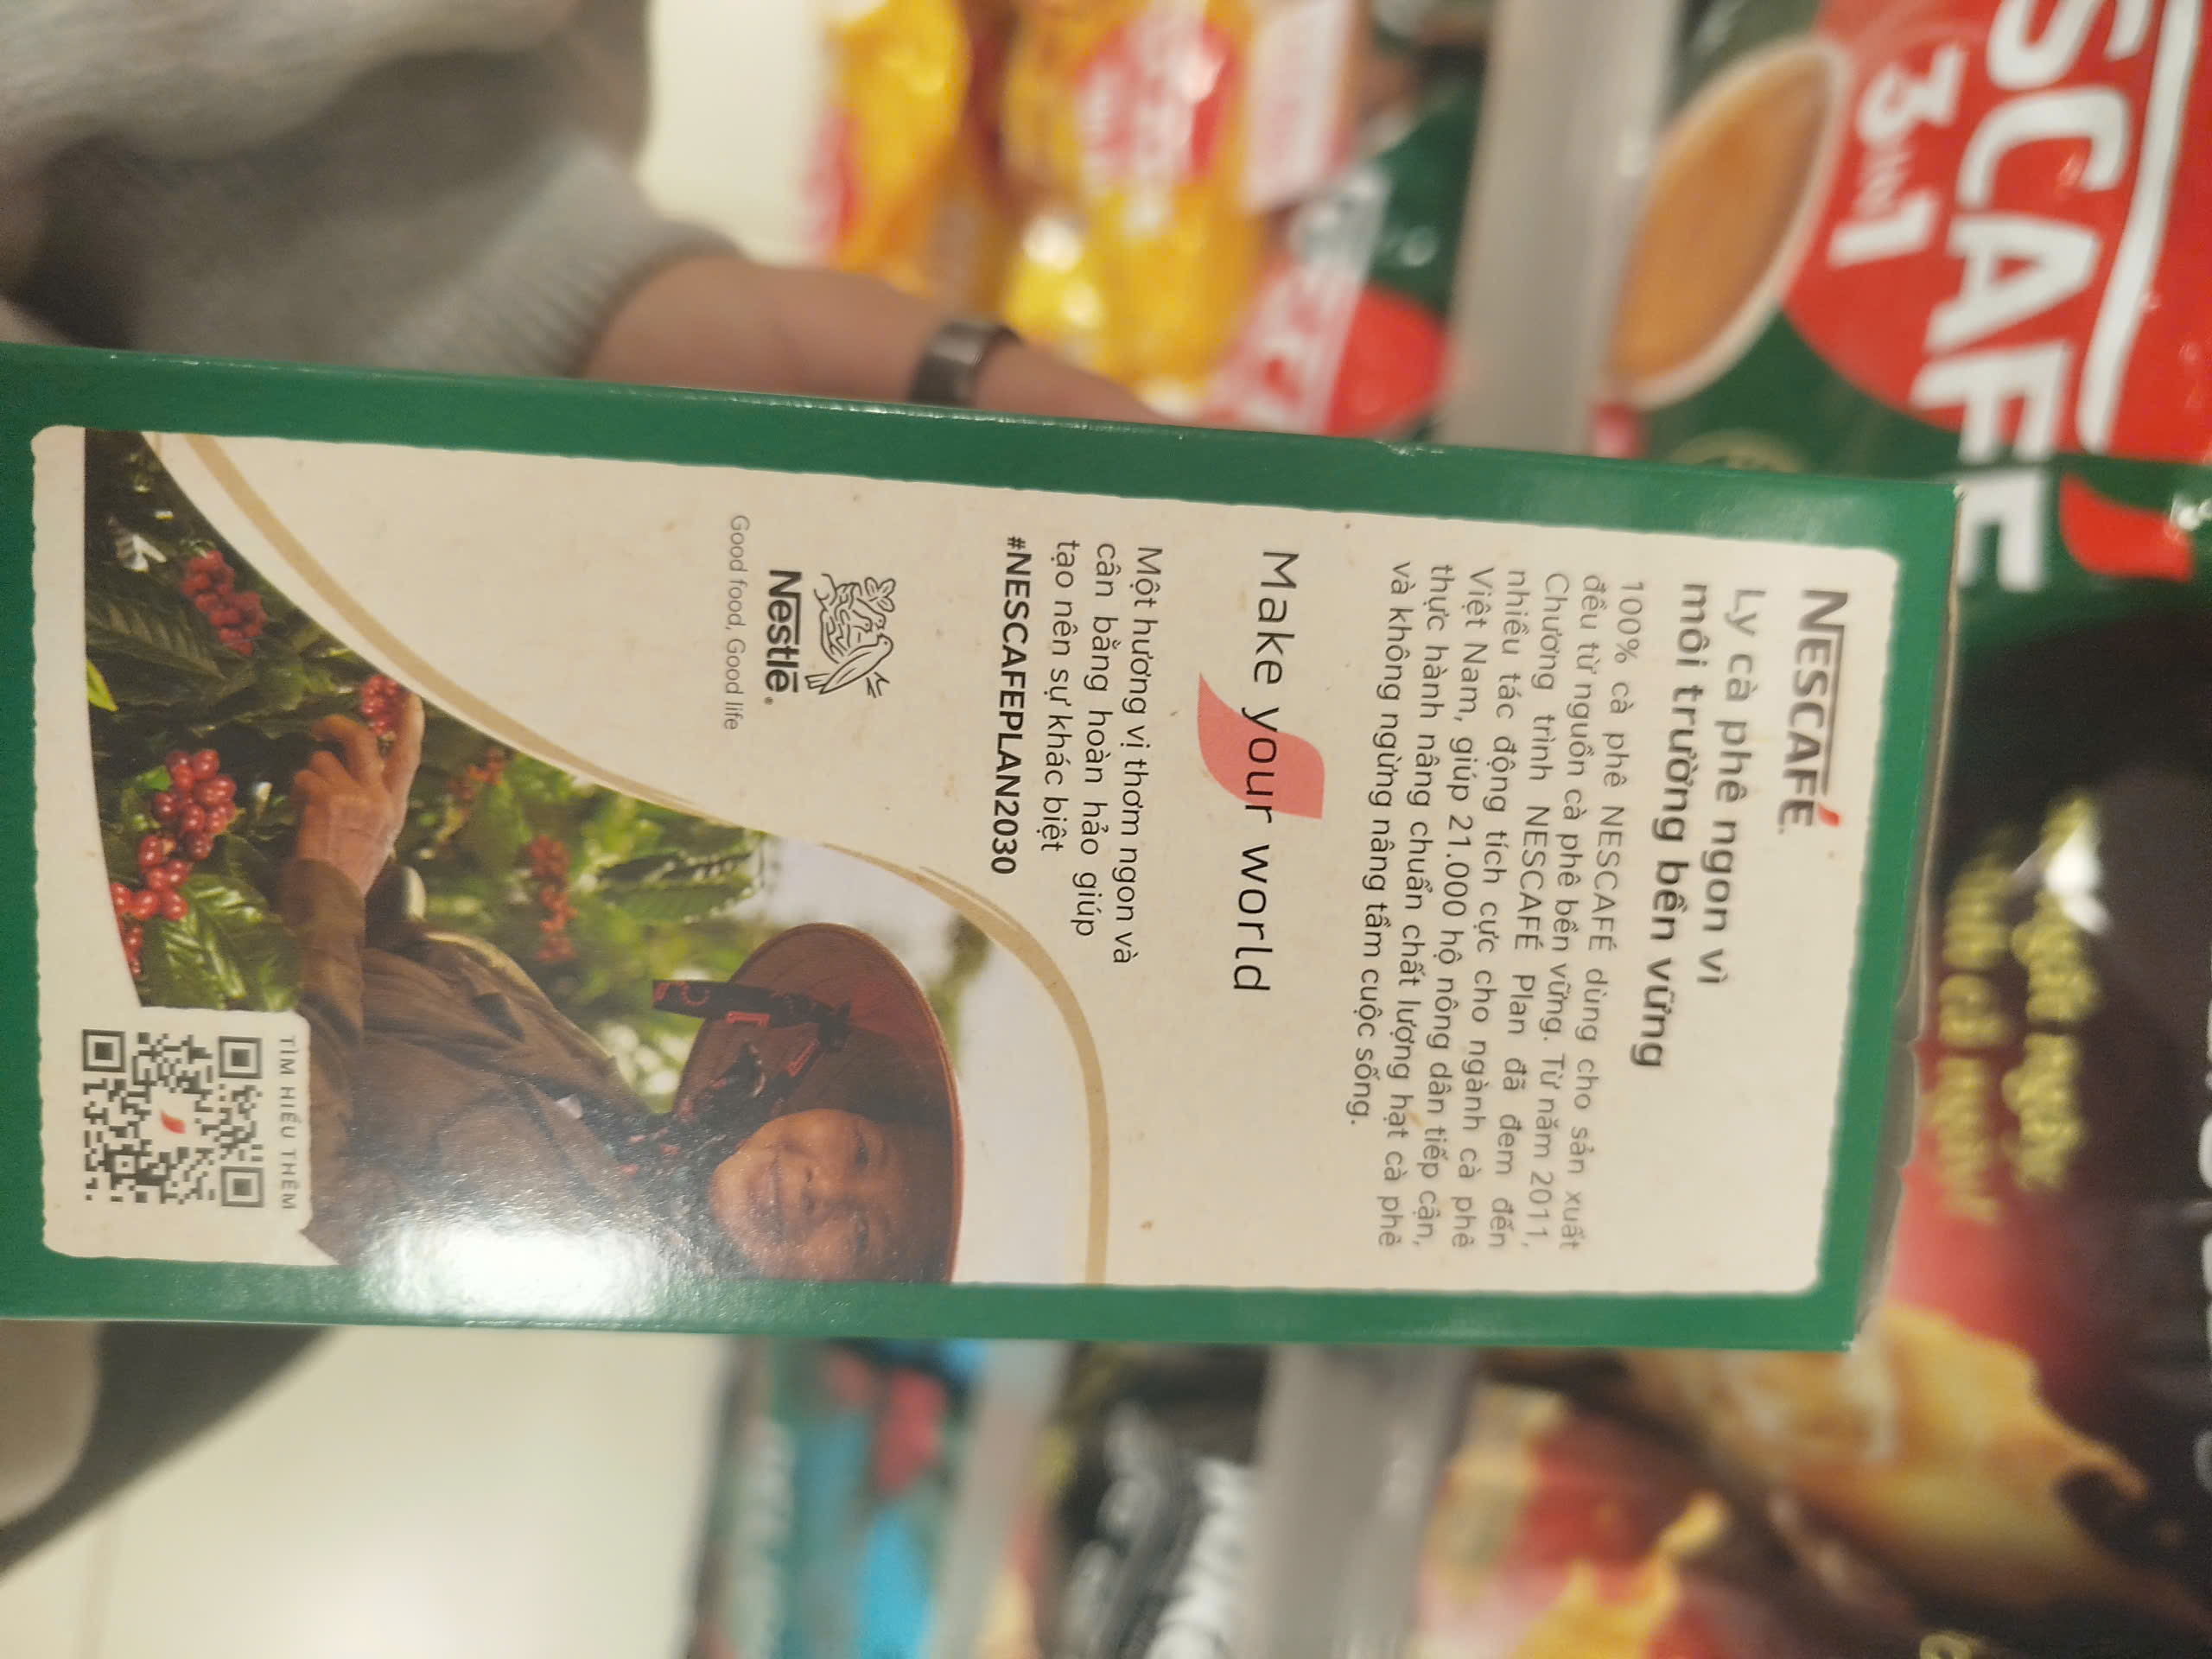 NESCAFÉ
Ly cà phê ngon vì
môi trường bền vững
100% cà phê NESCAFÉ dùng cho sản xuất
đều từ nguồn cà phê bền vững. Từ năm 2011,
Chương trình NESCAFÉ Plan đã đem đến
nhiều tác động tích cực cho ngành cà phê
Việt Nam, giúp 21.000 hộ nông dân tiếp cận,
thực hành nâng chuẩn chất lượng hạt cà phê
và không ngừng nâng tầm cuộc sống.
Make your world
Một hương vị thơm ngon và
cân bằng hoàn hảo giúp
tạo nên sự khác biệt
#NESCAFEPLAN2030
Nestlé
Good food, Good life
TÌM HIỂU THÊM
SCAFE
3 IN 1